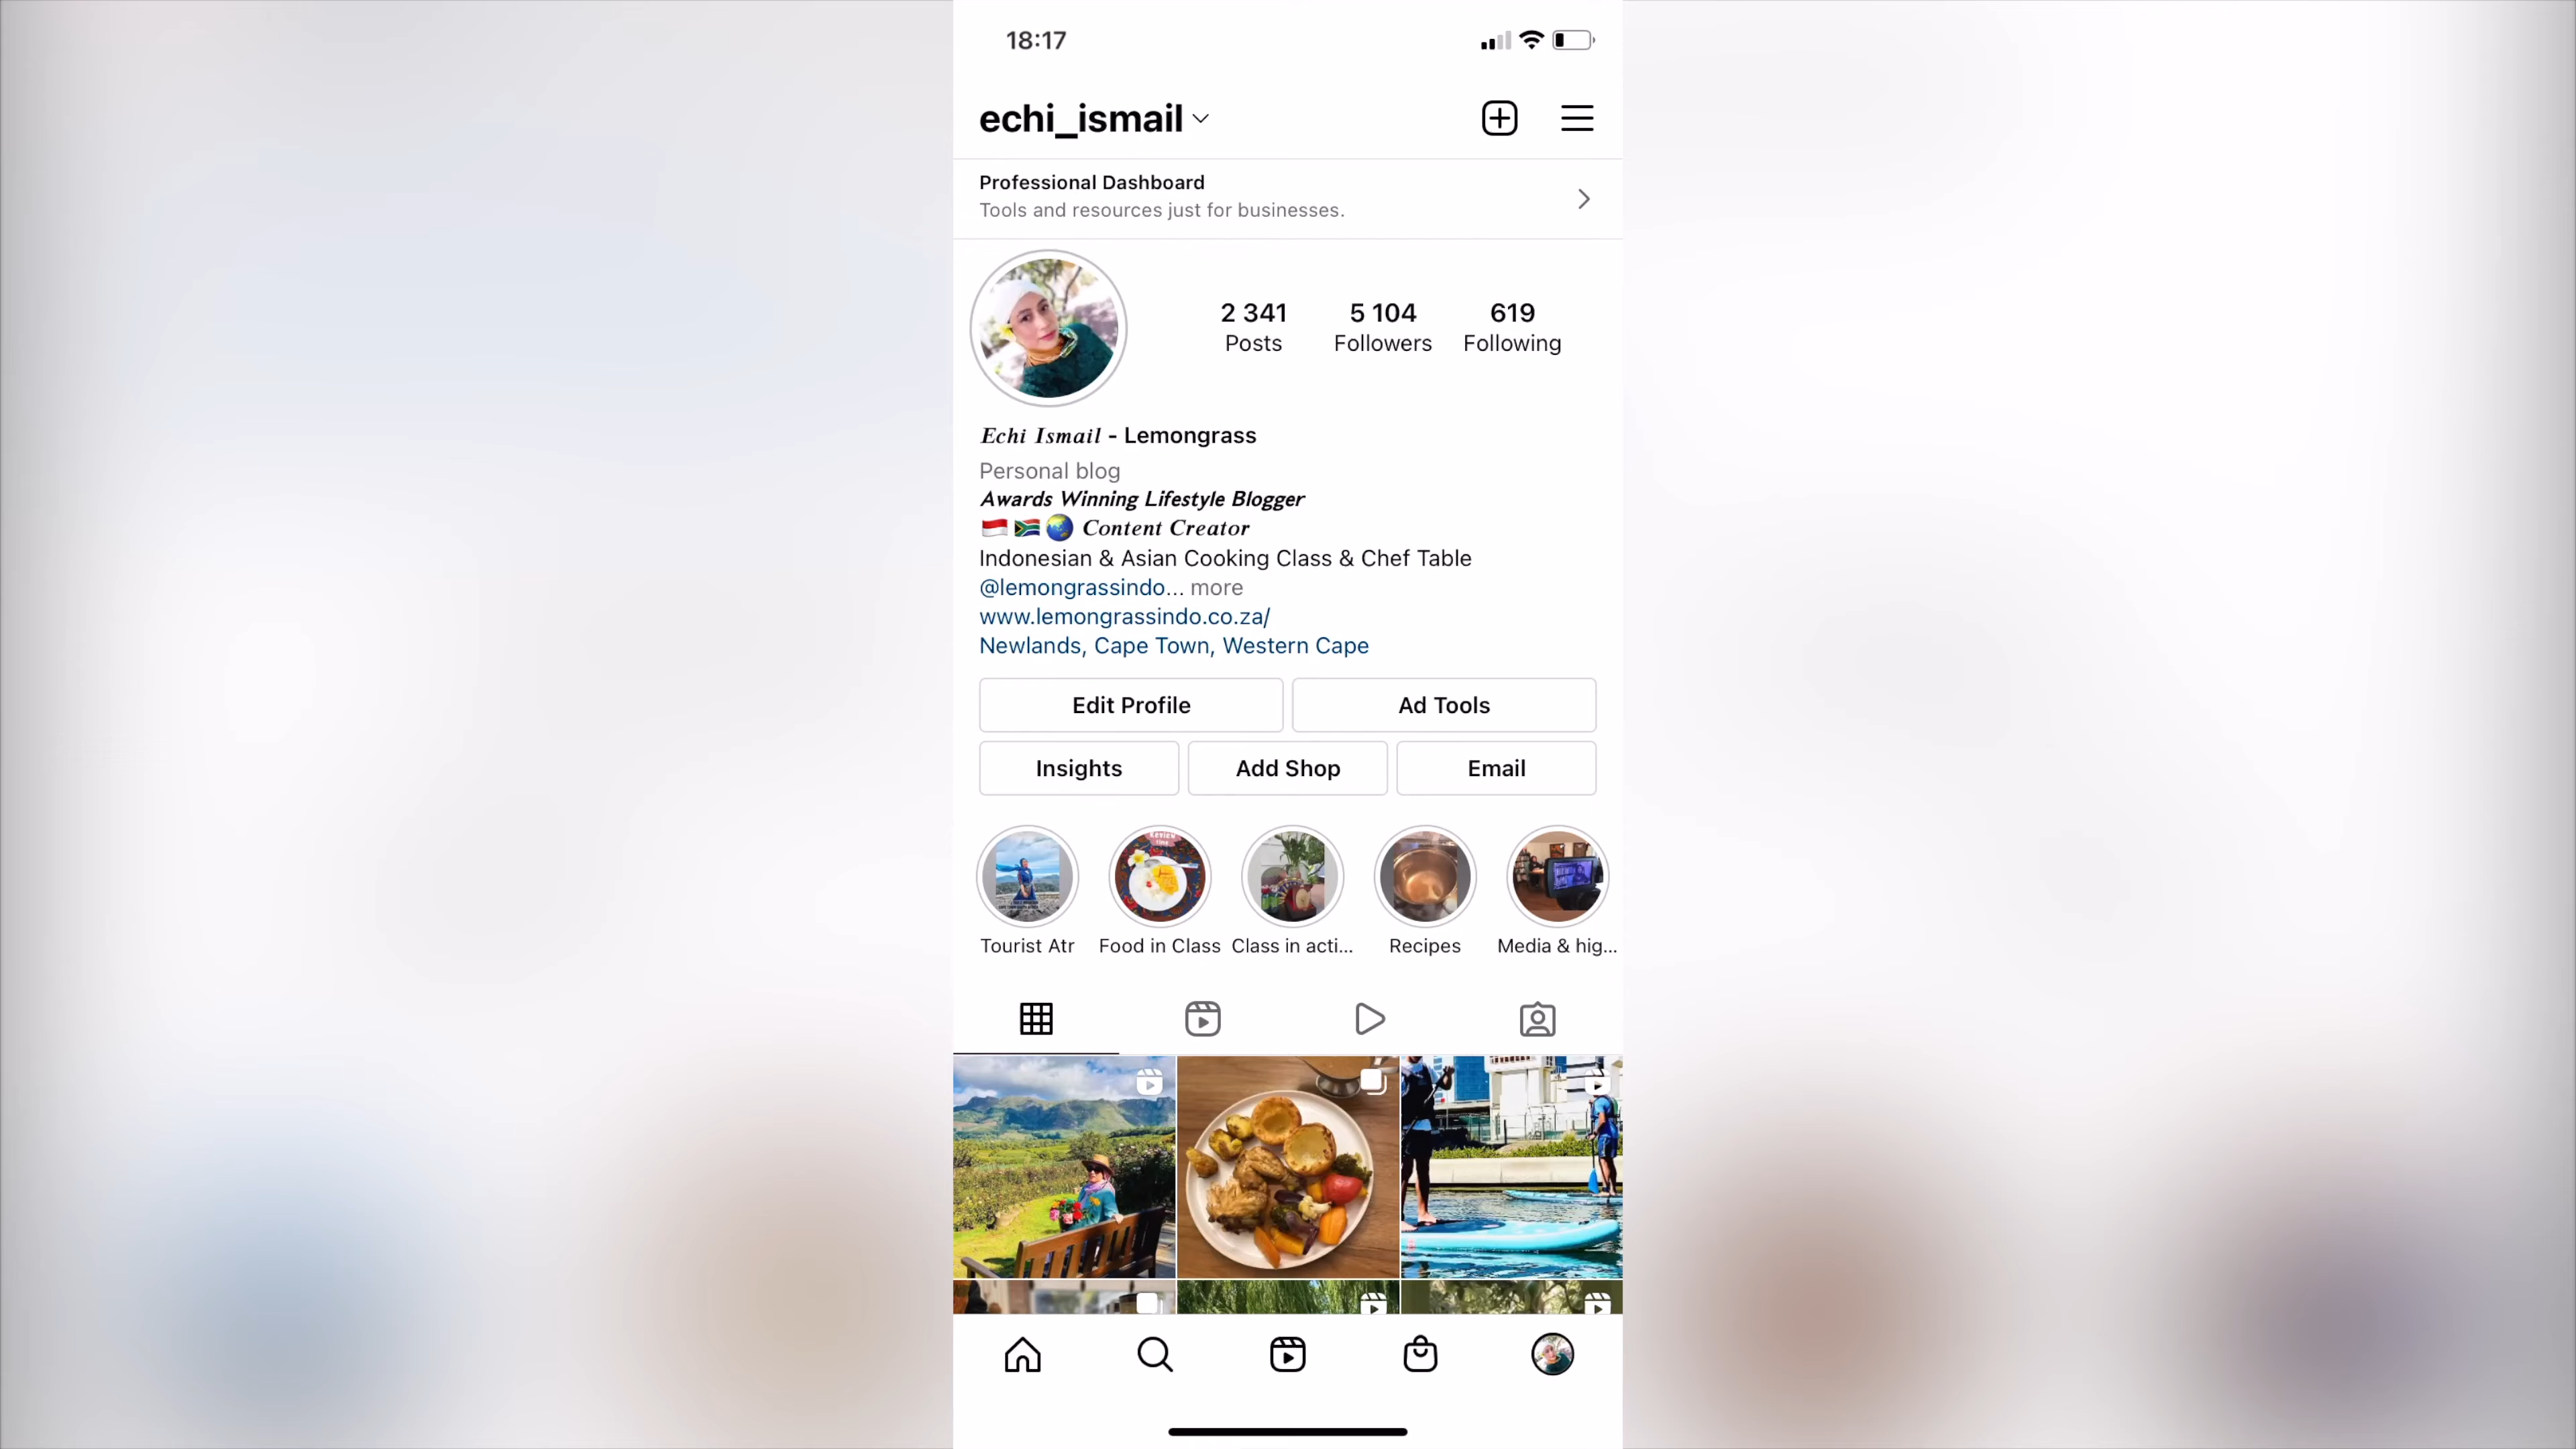 18:17
echi_ismail
Professional Dashboard
Tools and resources just for businesses.
2 341 5 104 619
Posts Followers Following
Echi Ismail - Lemongrass
Personal blog
Awards Winning Lifestyle Blogger
🇮🇩 🇿🇦 🌏 Content Creator
Indonesian & Asian Cooking Class & Chef Table
@lemongrassindo... more
www.lemongrassindo.co.za/
Newlands, Cape Town, Western Cape
Edit Profile Ad Tools
Insights Add Shop Email
Tourist Atr Food in Class Class in acti... Recipes Media & hig...